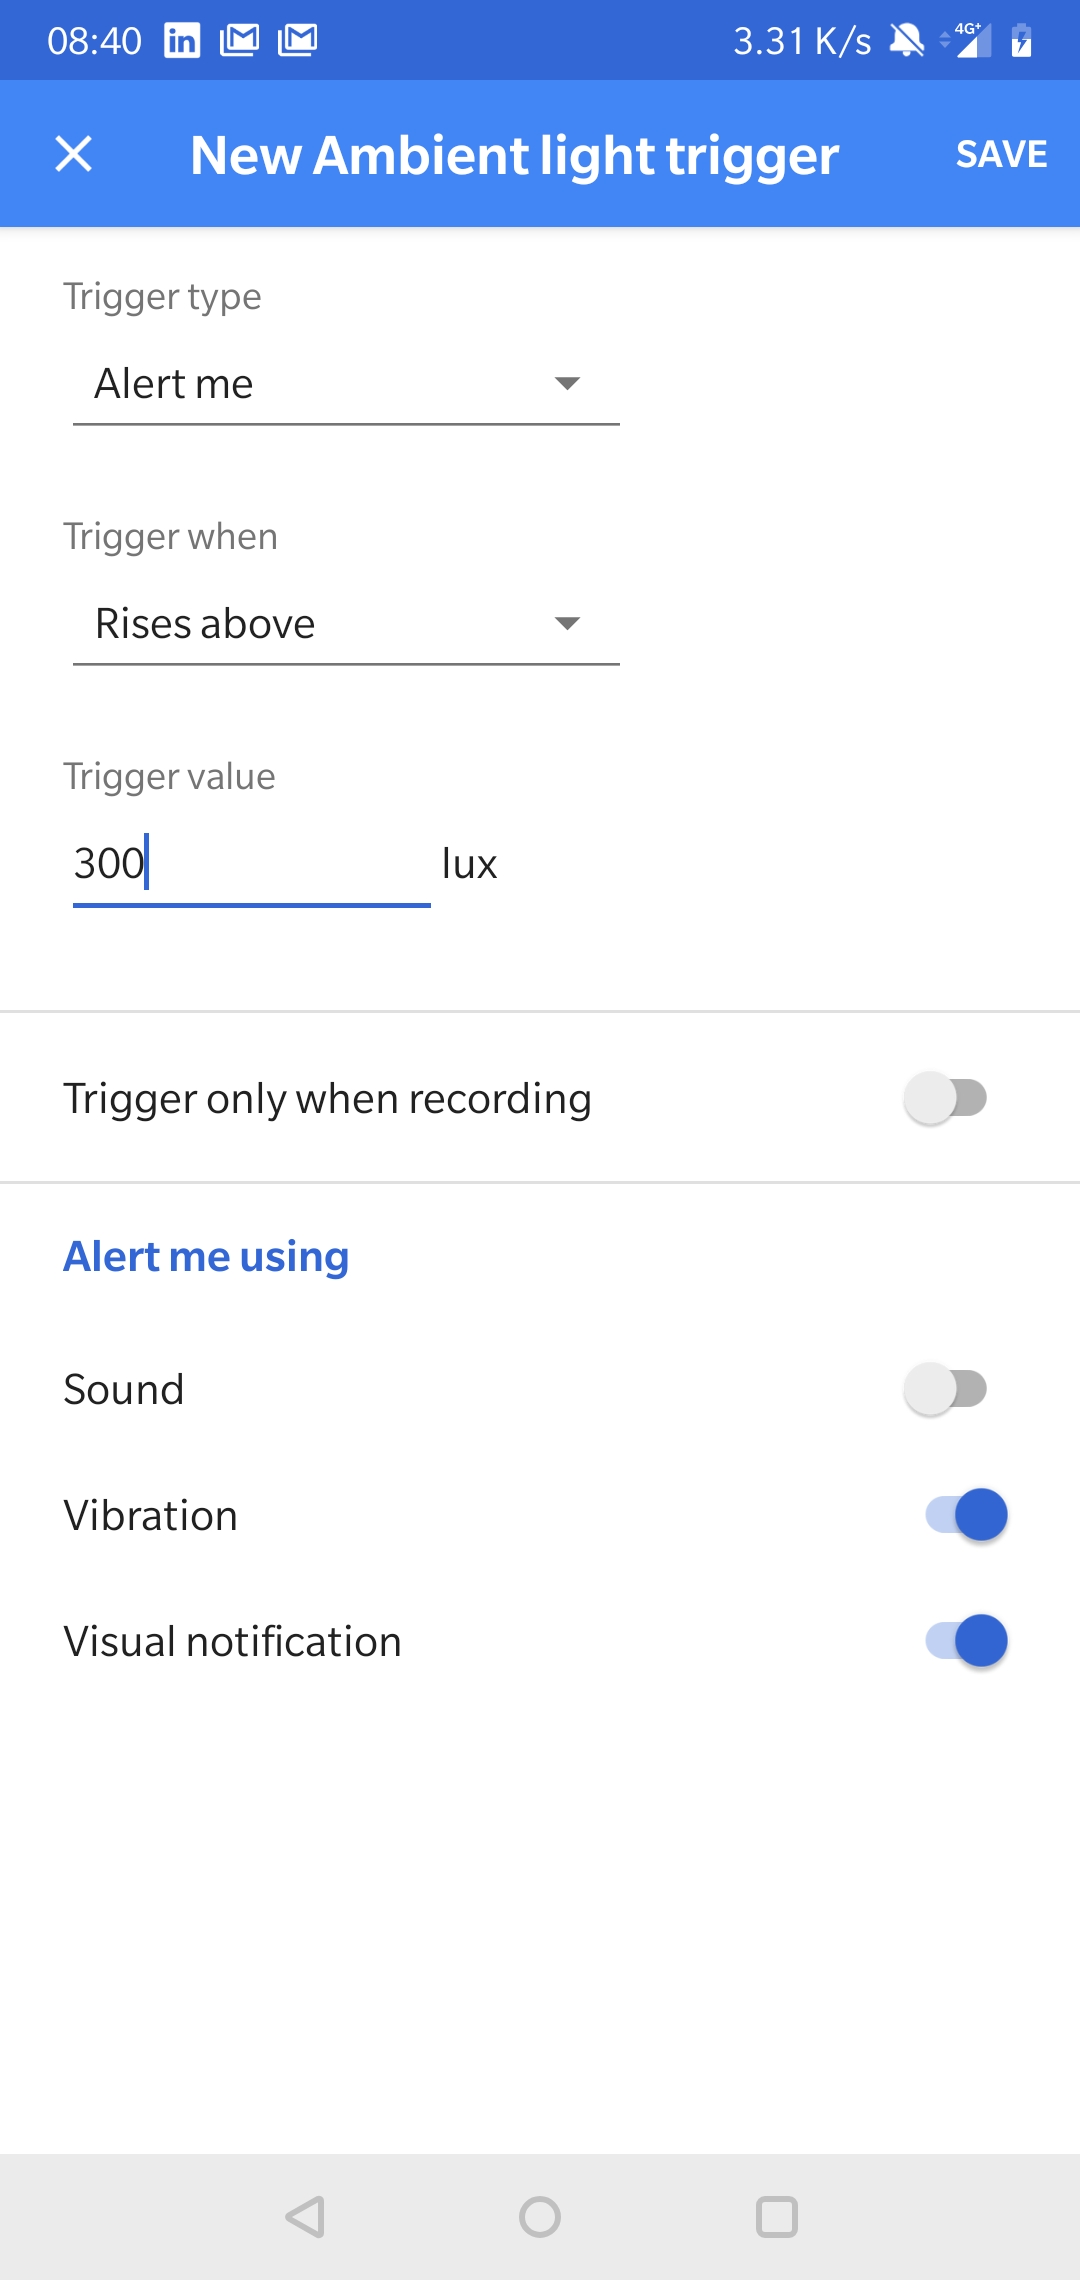 08:40 in 3.31 K/s 4G+
New Ambient light trigger SAVE
Trigger type
Alert me
Trigger when
Rises above
Trigger value
300 lux
Trigger only when recording
Alert me using
Sound
Vibration
Visual notification